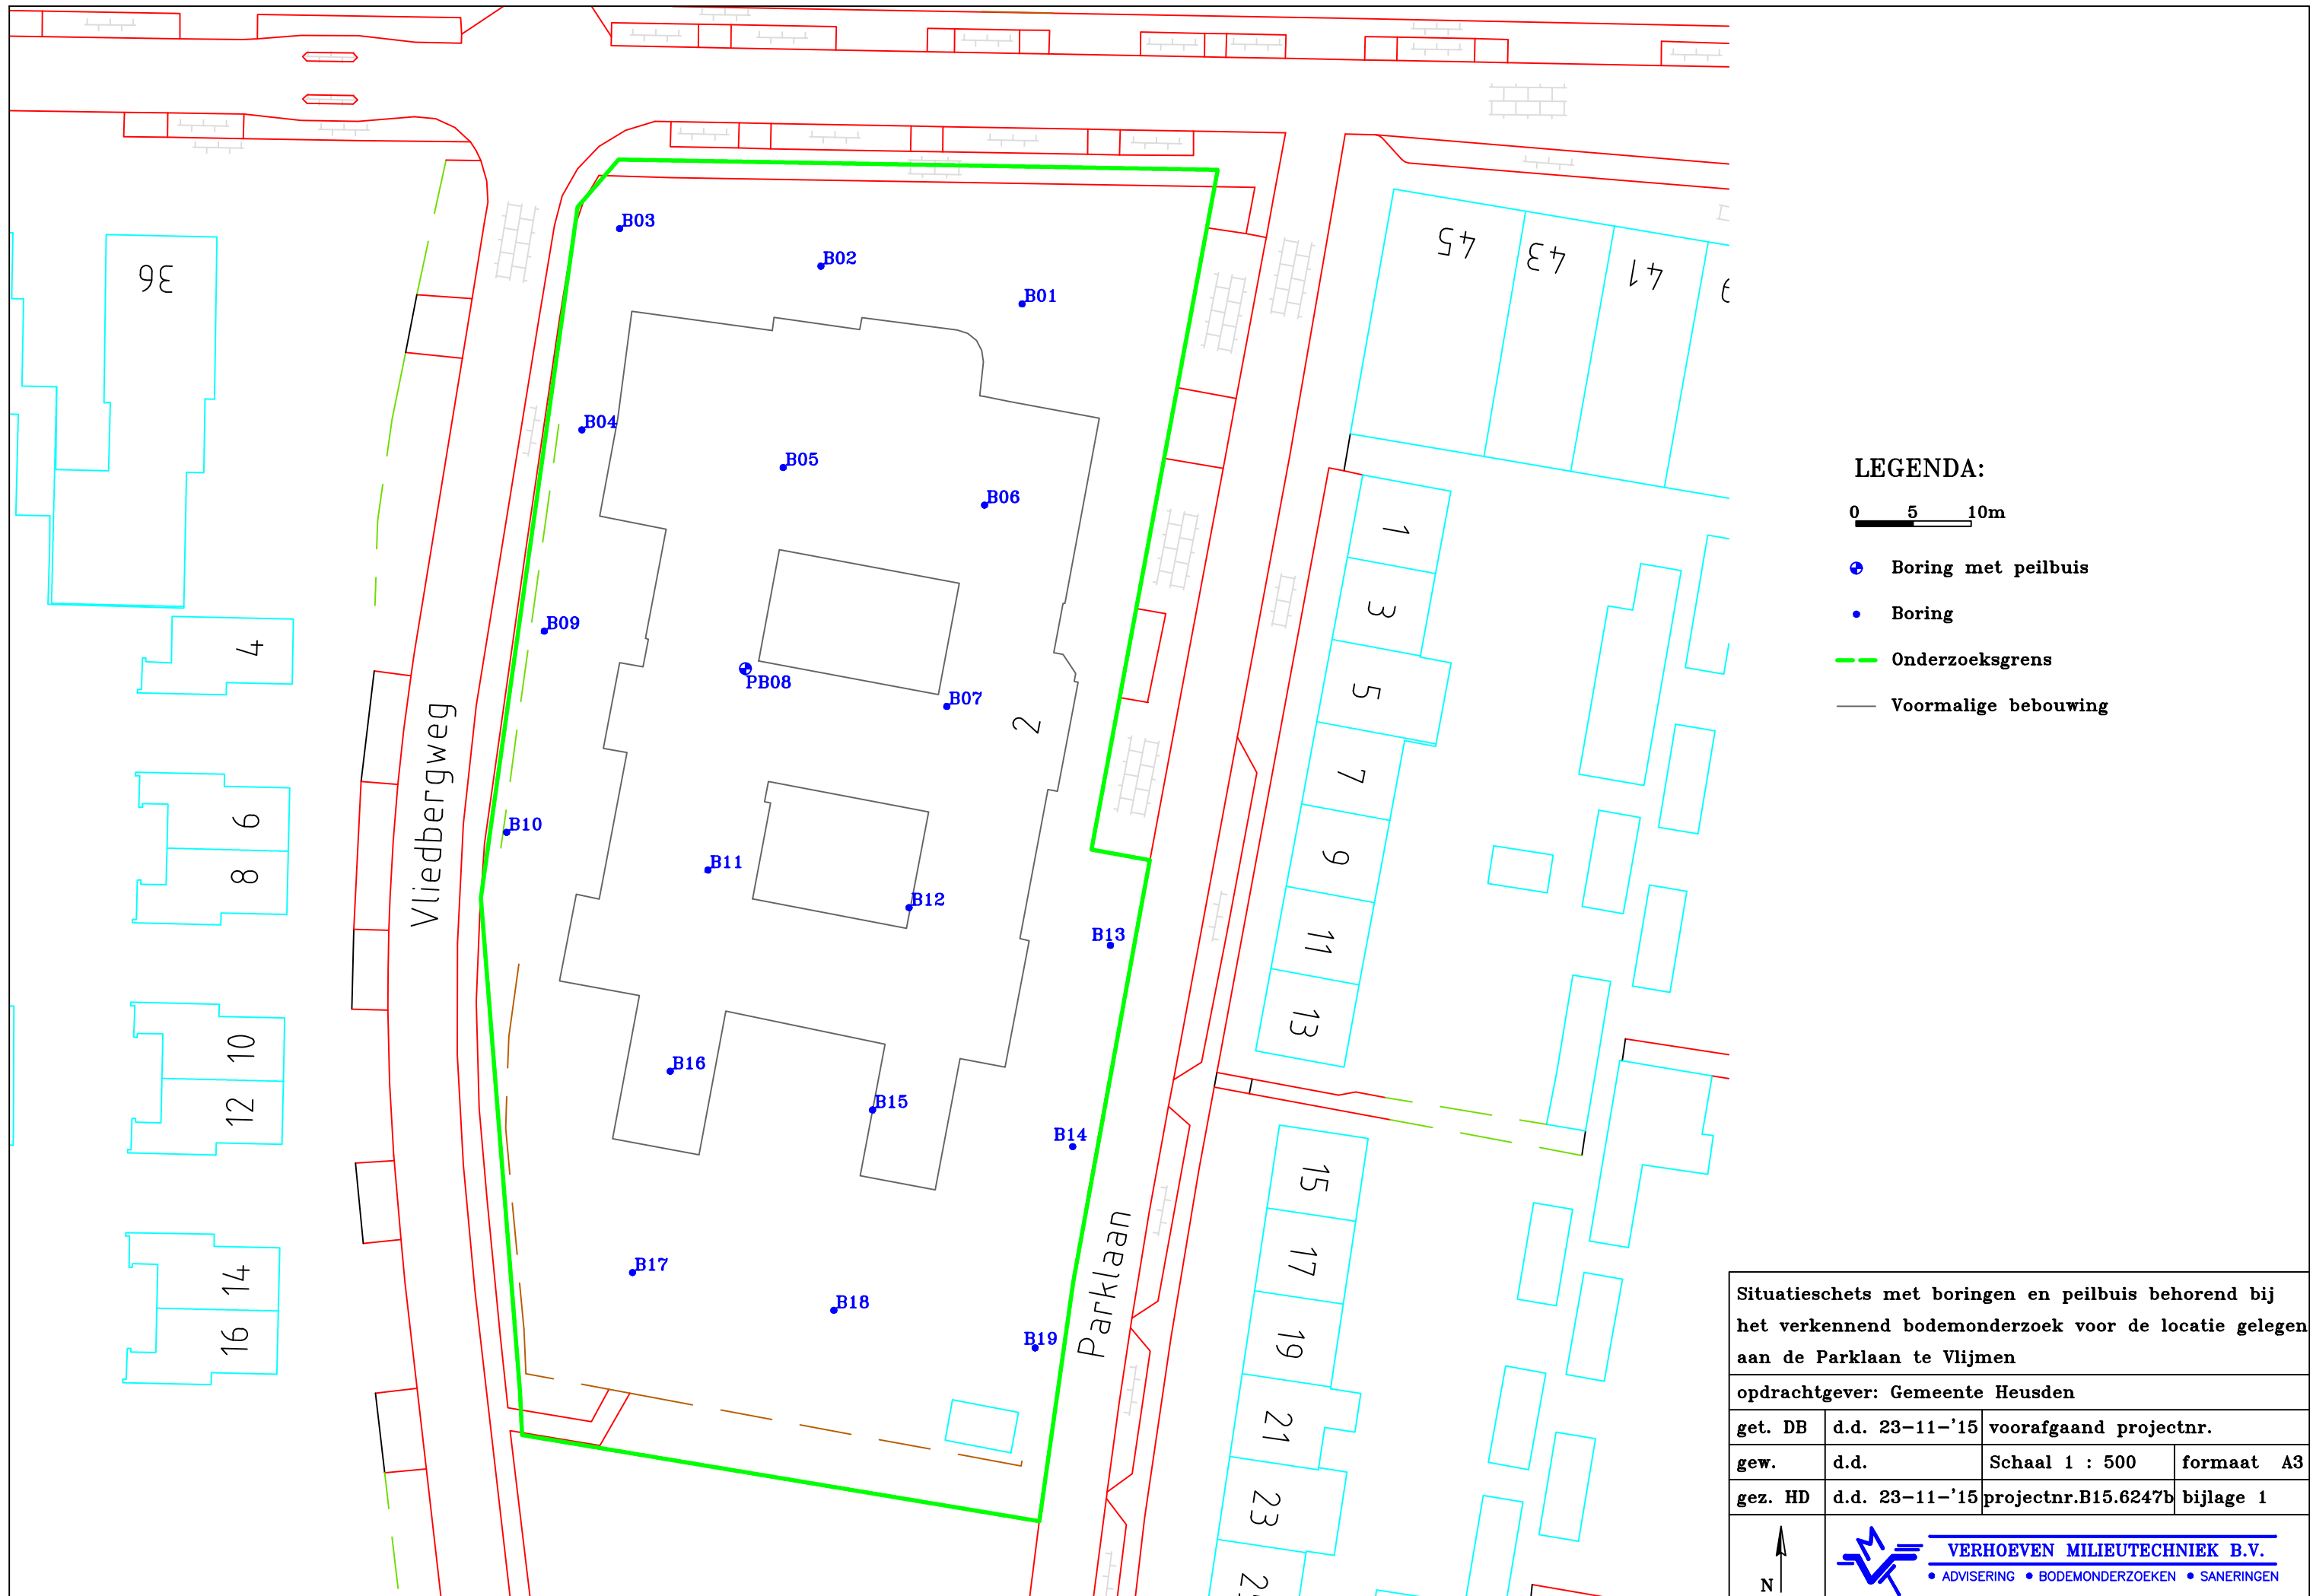 B03
B02
B01
B04
B05
B06
B09
PB08
B07
B10
B11
B12
B13
B16
B15
B14
B17
B18
B19
2
Vliedbergweg
Parklaan
36
4
6
8
10
12
14
16
45
43
41
1
3
5
7
9
11
13
15
17
19
21
23
LEGENDA:
0 5 10m
Boring met peilbuis
Boring
Onderzoeksgrens
Voormalige bebouwing
Situatieschets met boringen en peilbuis behorend bij
het verkennend bodemonderzoek voor de locatie gelegen
aan de Parklaan te Vlijmen
opdrachtgever: Gemeente Heusden
get. DB d.d. 23-11-'15 voorafgaand projectnr.
gew. d.d. Schaal 1 : 500 formaat A3
gez. HD d.d. 23-11-'15 projectnr.B15.6247b bijlage 1
N
VERHOEVEN MILIEUTECHNIEK B.V.
• ADVISERING • BODEMONDERZOEKEN • SANERINGEN